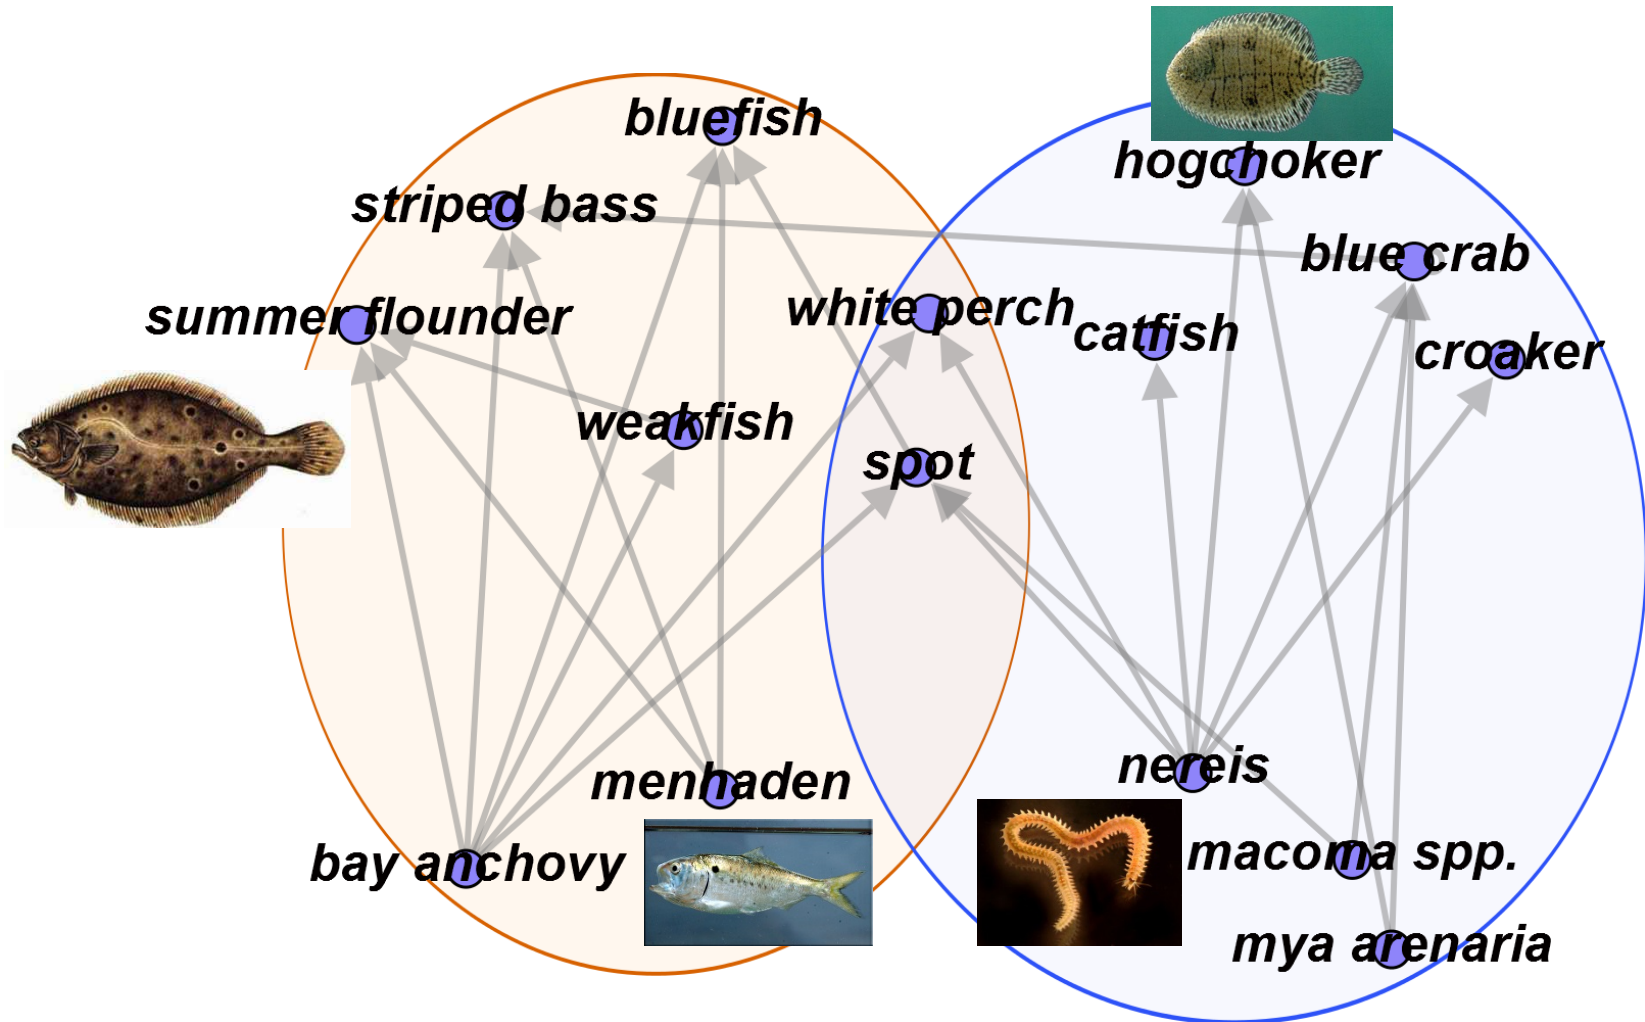 bluefish
hogchoker
striped bass
blue crab
white perch
summer flounder
catfish
croaker
weakfish
spot
nereis
menhaden
macoma spp.
bay anchovy
mya arenaria